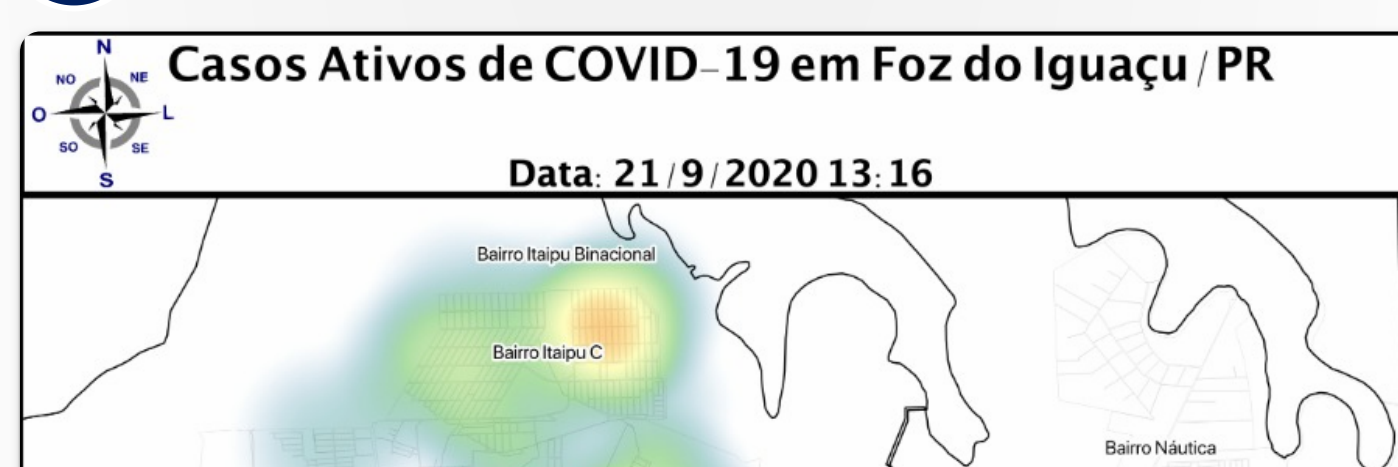 N
Casos Ativos de COVID-19 em Foz do Iguaçu / PR
NO
NE
O
L
SO
SE
S
Data: 21/9/2020 13:16
Bairro Itaipu Binacional
Bairro Itaipu C
Bairro Náutica